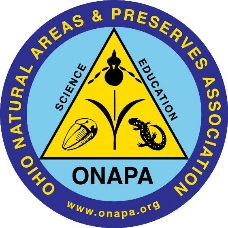 OHIO NATURAL AREAS & PRESERVES ASSOCIATION
SCIENCE
EDUCATION
ONAPA
www.onapa.org